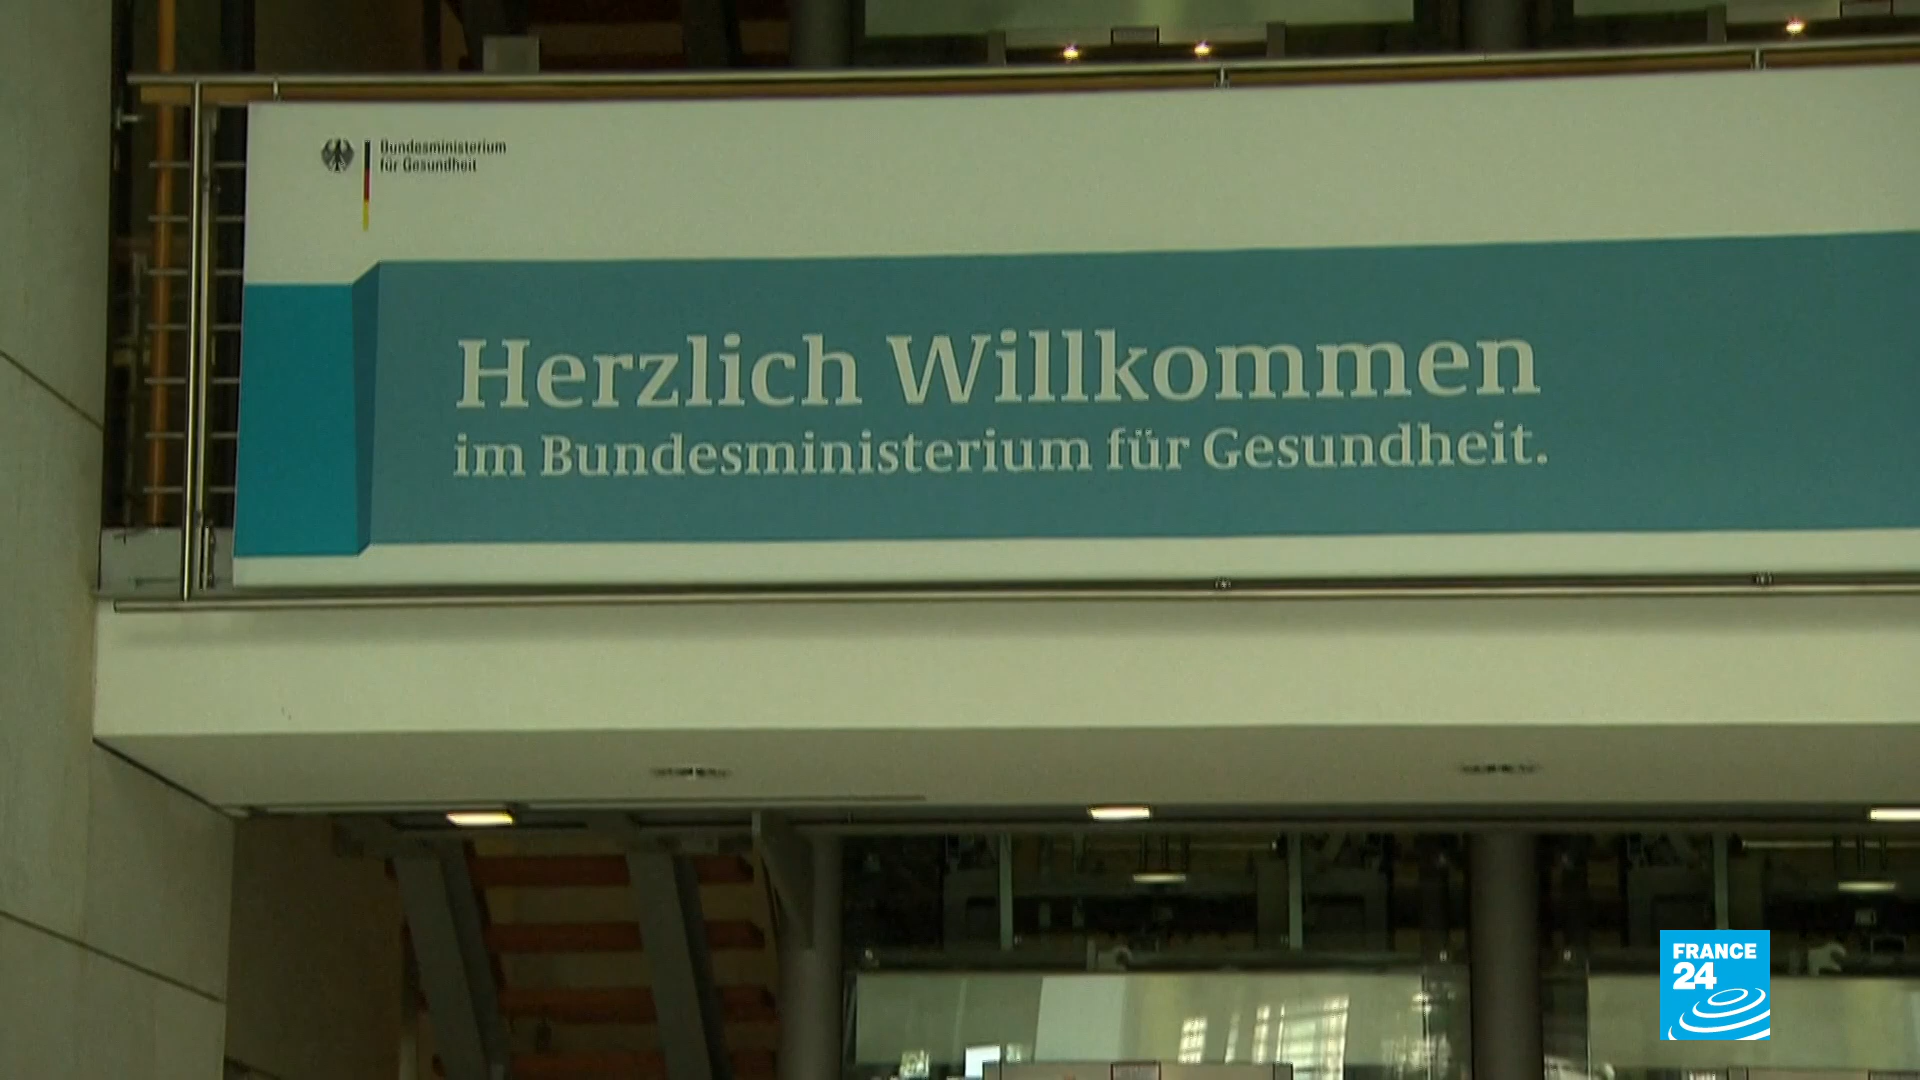 Bundesministerium
für Gesundheit
Herzlich Willkommen
im Bundesministerium für Gesundheit.
FRANCE
24